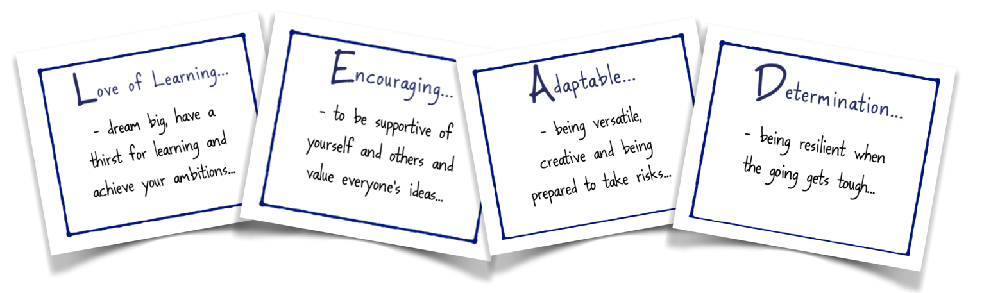 Love of Learning...
- dream big, have a
thirst for learning and
achieve your ambitions...
Encouraging...
- to be supportive of
yourself and others and
value everyone's ideas...
Adaptable...
- being versatile,
creative and being
prepared to take risks...
Determination...
- being resilient when
the going gets tough...